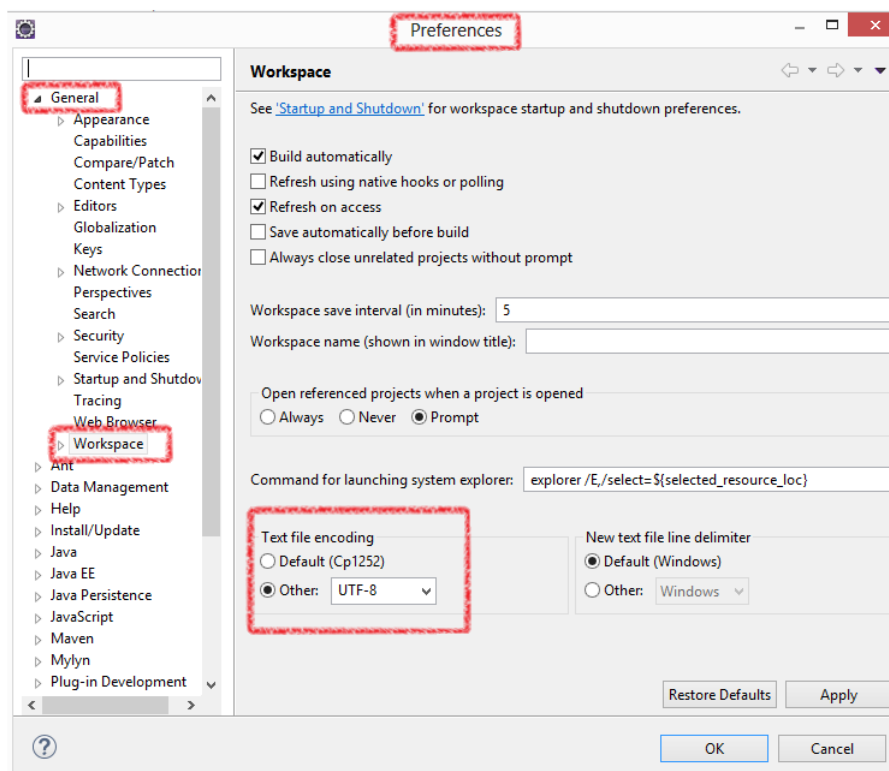 Preferences
General
Appearance
Capabilities
Compare/Patch
Content Types
Editors
Globalization
Keys
Network Connection
Perspectives
Search
Security
Service Policies
Startup and Shutdow
Tracing
Web Browser
Workspace
Ant
Data Management
Help
Install/Update
Java
Java EE
Java Persistence
JavaScript
Maven
Mylyn
Plug-in Development
Workspace
See 'Startup and Shutdown' for workspace startup and shutdown preferences.
Build automatically
Refresh using native hooks or polling
Refresh on access
Save automatically before build
Always close unrelated projects without prompt
Workspace save interval (in minutes): 5
Workspace name (shown in window title):
Open referenced projects when a project is opened
Always Never Prompt
Command for launching system explorer: explorer /E,/select=${selected_resource_loc}
Text file encoding
Default (Cp1252)
Other: UTF-8
New text file line delimiter
Default (Windows)
Other: Windows
Restore Defaults Apply
OK Cancel